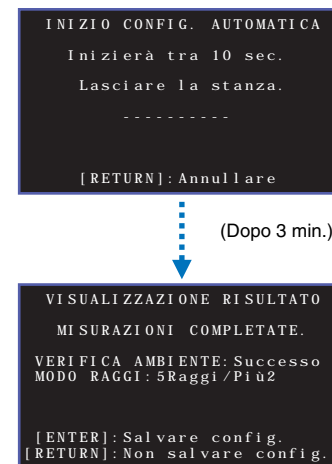 INIZIO CONFIG. AUTOMATICA
Inizierà tra 10 sec.
Lasciare la stanza.
----------
[RETURN]:Annullare
(Dopo 3 min.)
VISUALIZZAZIONE RISULTATO
MISURAZIONI COMPLETATE.
VERIFICA AMBIENTE:Successo
MODO RAGGI:5Raggi/Più2
[ENTER]:Salvare config.
[RETURN]:Non salvare config.